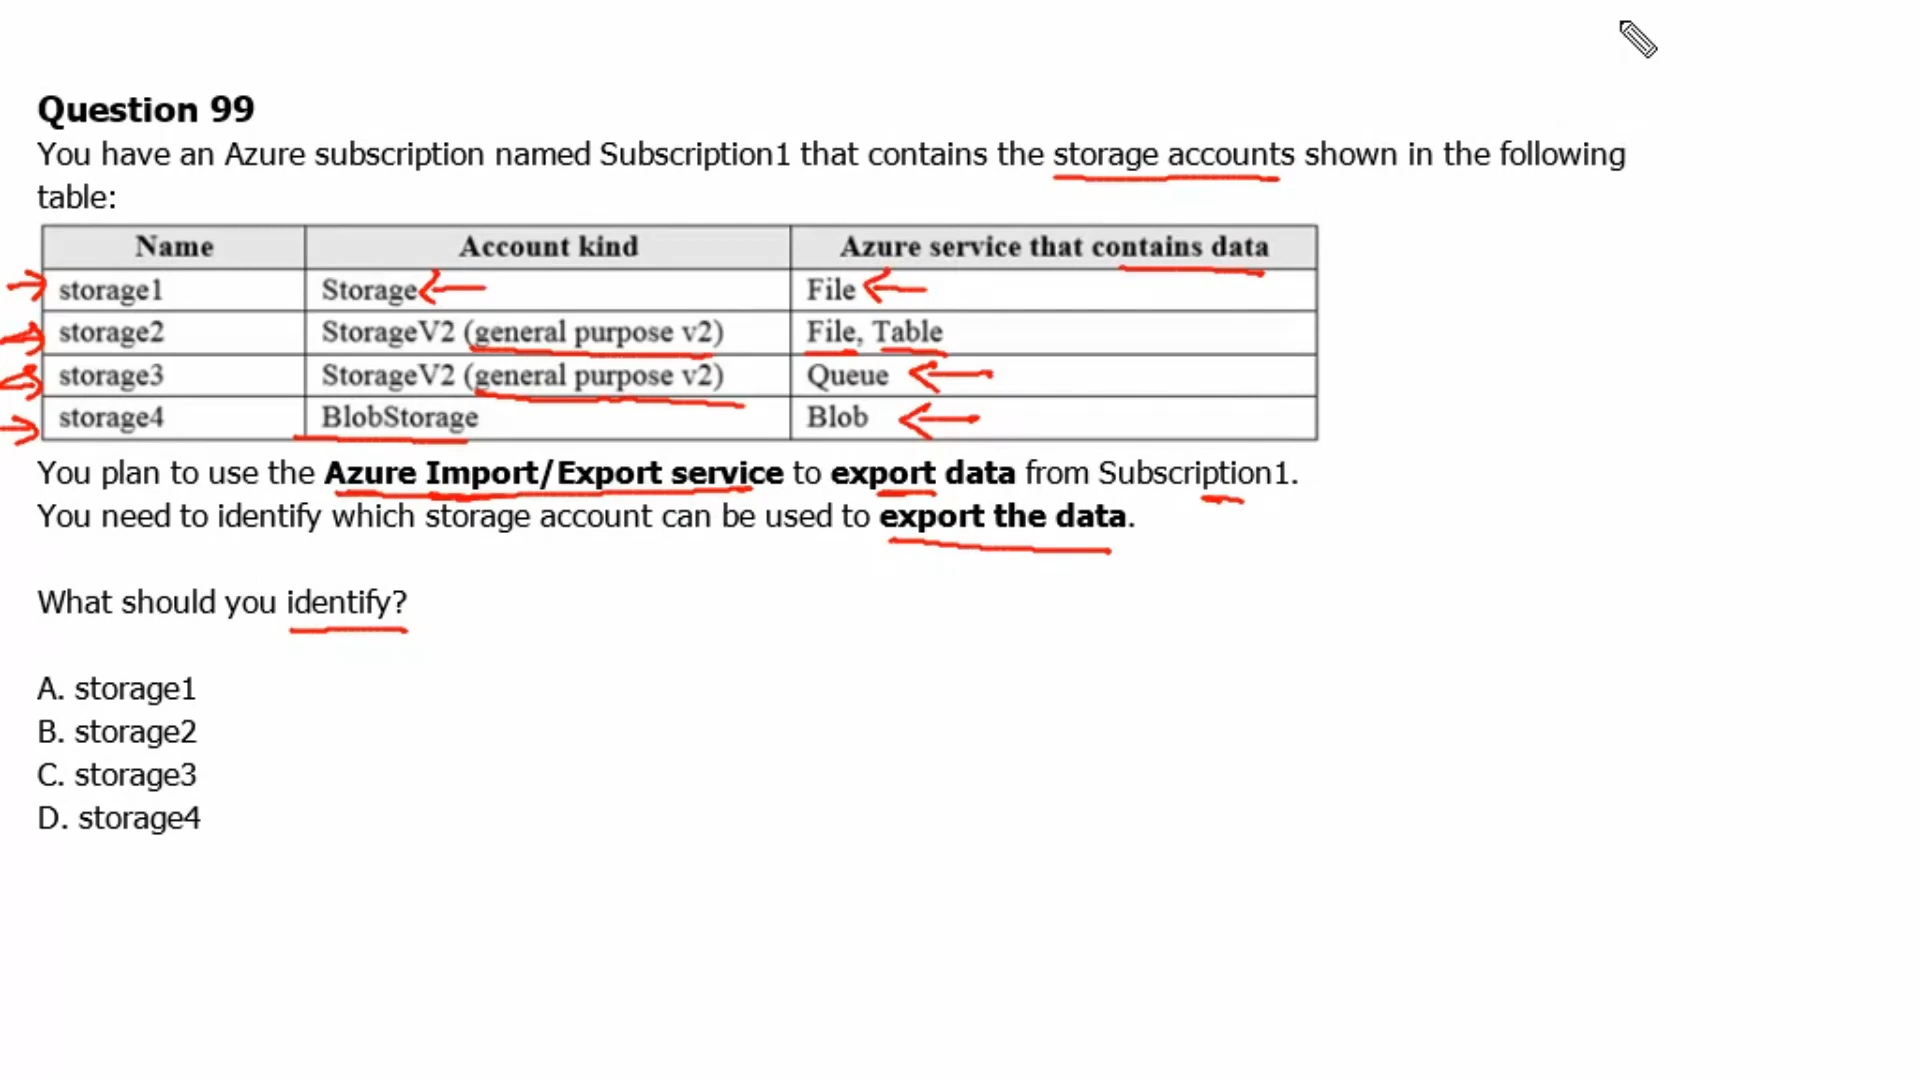 Question 99
You have an Azure subscription named Subscription1 that contains the storage accounts shown in the following
table:
Name Account kind Azure service that contains data
storage1 Storage File
storage2 StorageV2 (general purpose v2) File, Table
storage3 StorageV2 (general purpose v2) Queue
storage4 BlobStorage Blob
You plan to use the Azure Import/Export service to export data from Subscription1.
You need to identify which storage account can be used to export the data.
What should you identify?
A. storage1
B. storage2
C. storage3
D. storage4